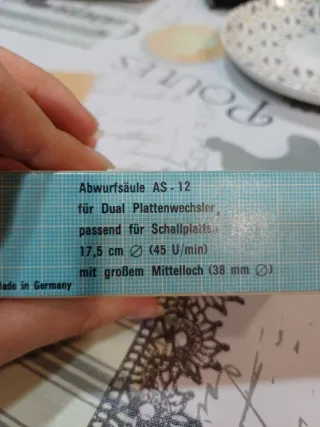 Abwurfsäule AS - 12
für Dual Plattenwechsler,
passend für Schallplatten
17,5 cm ∅ (45 U/min)
mit großem Mittelloch (38 mm ∅)
Made in Germany
POULES